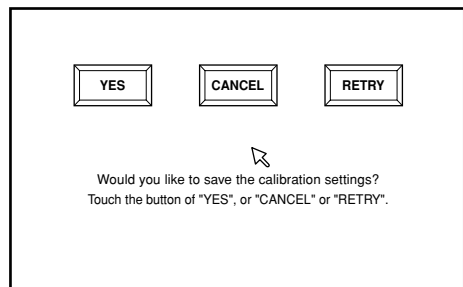 YES CANCEL RETRY
Would you like to save the calibration settings?
Touch the button of "YES", or "CANCEL" or "RETRY".